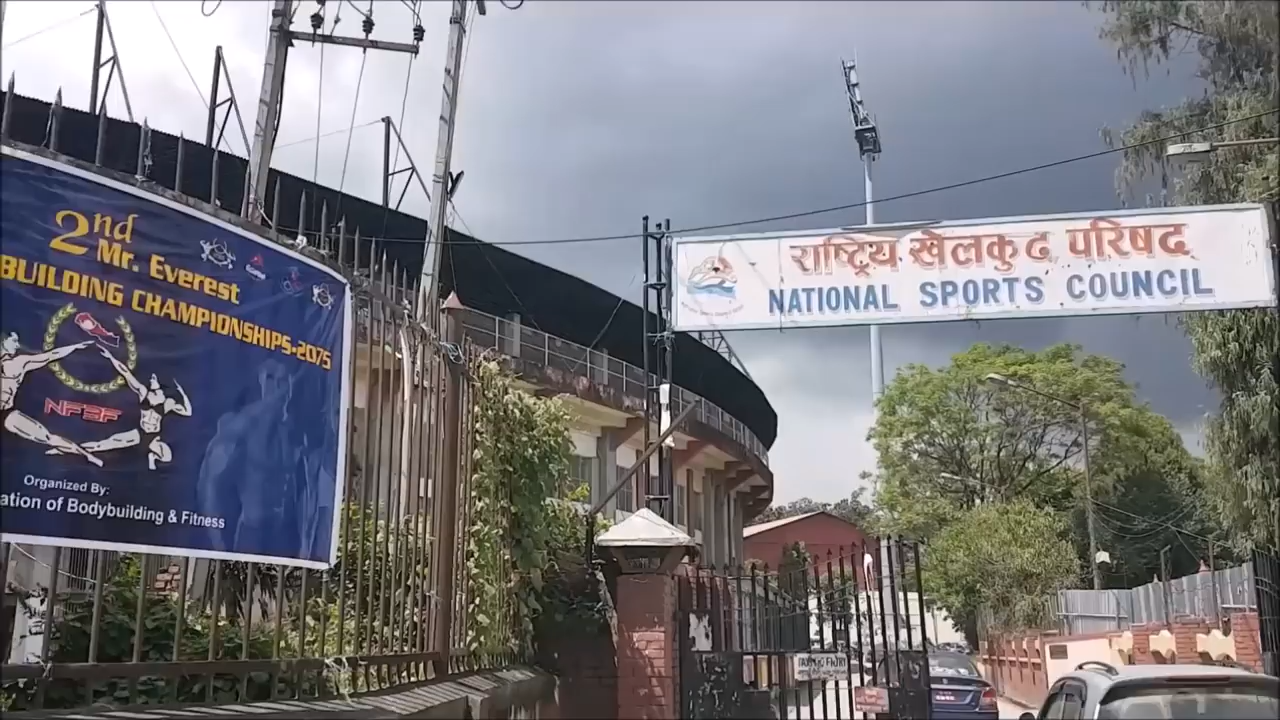 2nd
Mr. Everest
BUILDING CHAMPIONSHIPS-2075
NFBF
Organized By:
ation of Bodybuilding & Fitness
राष्ट्रिय खेलकुद परिषद
NATIONAL SPORTS COUNCIL